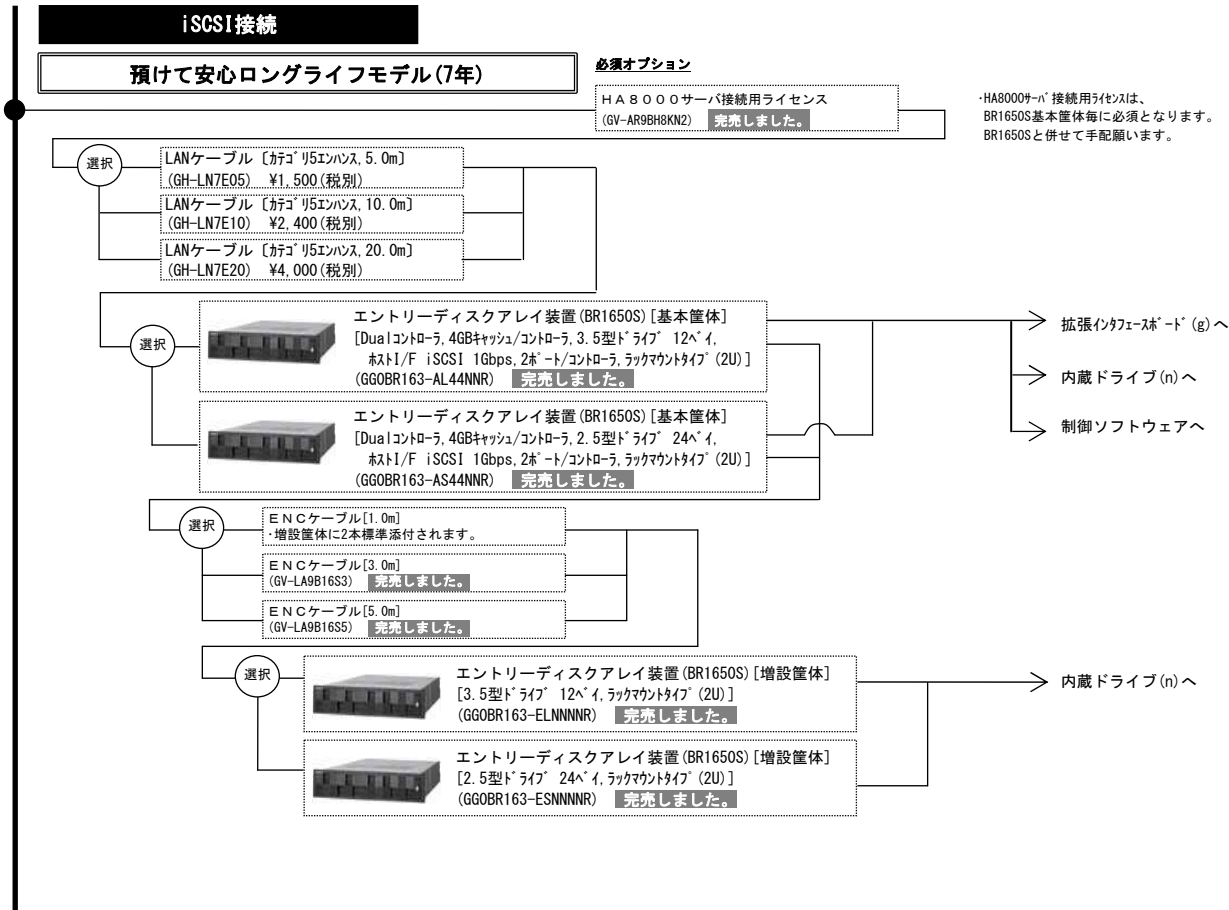 iSCSI接続
預けて安心ロングライフモデル(7年)
必須オプション
ＨＡ８０００サーバ接続用ライセンス
(GV-AR9BH8KN2) 完売しました。
･HA8000ｻｰﾊﾞ接続用ﾗｲｾﾝｽは、
BR1650S基本筐体毎に必須となります。
BR1650Sと併せて手配願います。
選択
LANケーブル〔ｶﾃｺﾞﾘ5ｴﾝﾊﾝｽ,5.0m〕
(GH-LN7E05) ¥1,500(税別)
LANケーブル〔ｶﾃｺﾞﾘ5ｴﾝﾊﾝｽ,10.0m〕
(GH-LN7E10) ¥2,400(税別)
LANケーブル〔ｶﾃｺﾞﾘ5ｴﾝﾊﾝｽ,20.0m〕
(GH-LN7E20) ¥4,000(税別)
選択
エントリーディスクアレイ装置(BR1650S)[基本筐体]
[Dualｺﾝﾄﾛｰﾗ,4GBｷｬｯｼｭ/ｺﾝﾄﾛｰﾗ,3.5型ﾄﾞﾗｲﾌﾞ 12ﾍﾞｲ,
ﾎｽﾄI/F iSCSI 1Gbps,2ﾎﾟｰﾄ/ｺﾝﾄﾛｰﾗ,ﾗｯｸﾏｳﾝﾄﾀｲﾌﾟ(2U)]
(GG0BR163-AL44NNR) 完売しました。
エントリーディスクアレイ装置(BR1650S)[基本筐体]
[Dualｺﾝﾄﾛｰﾗ,4GBｷｬｯｼｭ/ｺﾝﾄﾛｰﾗ,2.5型ﾄﾞﾗｲﾌﾞ 24ﾍﾞｲ,
ﾎｽﾄI/F iSCSI 1Gbps,2ﾎﾟｰﾄ/ｺﾝﾄﾛｰﾗ,ﾗｯｸﾏｳﾝﾄﾀｲﾌﾟ(2U)]
(GG0BR163-AS44NNR) 完売しました。
拡張ｲﾝﾀﾌｪｰｽﾎﾞｰﾄﾞ(g)へ
内蔵ドライブ(n)へ
制御ソフトウェアへ
選択
ＥＮＣケーブル[1.0m]
･増設筐体に2本標準添付されます。
ＥＮＣケーブル[3.0m]
(GV-LA9B16S3) 完売しました。
ＥＮＣケーブル[5.0m]
(GV-LA9B16S5) 完売しました。
選択
エントリーディスクアレイ装置(BR1650S)[増設筐体]
[3.5型ﾄﾞﾗｲﾌﾞ 12ﾍﾞｲ,ﾗｯｸﾏｳﾝﾄﾀｲﾌﾟ(2U)]
(GG0BR163-ELNNNNR) 完売しました。
エントリーディスクアレイ装置(BR1650S)[増設筐体]
[2.5型ﾄﾞﾗｲﾌﾞ 24ﾍﾞｲ,ﾗｯｸﾏｳﾝﾄﾀｲﾌﾟ(2U)]
(GG0BR163-ESNNNNR) 完売しました。
内蔵ドライブ(n)へ